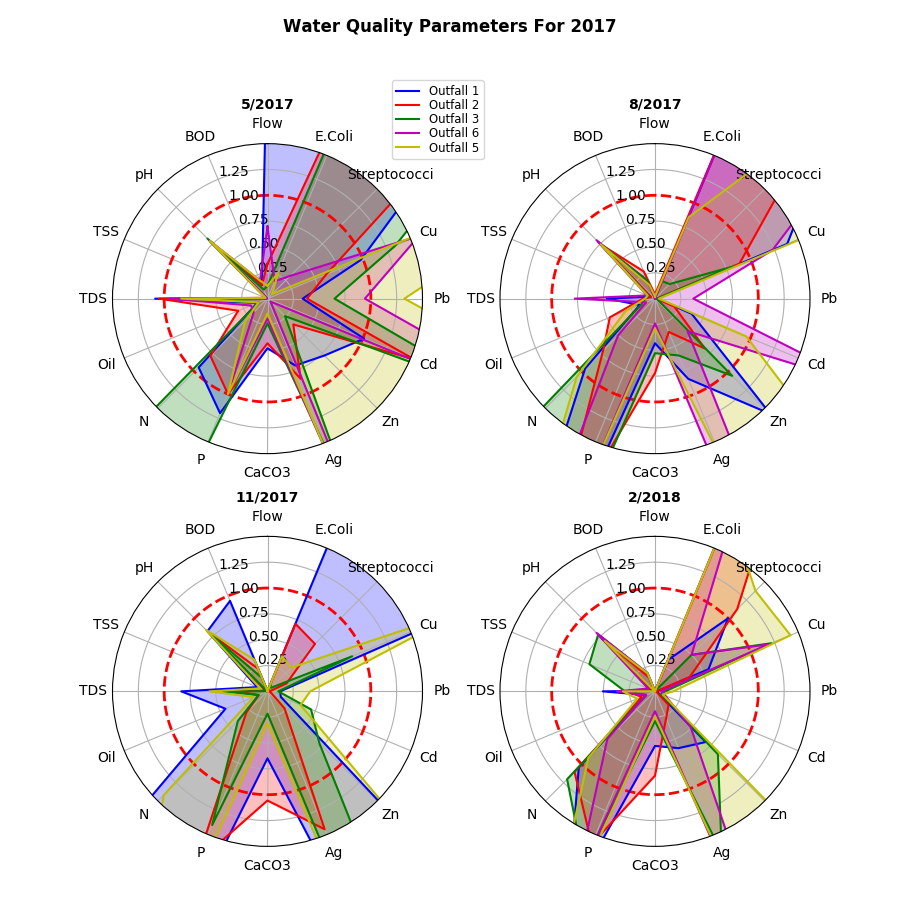 Water Quality Parameters For 2017
Outfall 1
Outfall 2
Outfall 3
Outfall 6
Outfall 5
5/2017
Flow
E.Coli
Streptococci
Cu
Pb
Cd
Zn
Ag
CaCO3
P
N
Oil
TDS
TSS
pH
BOD
0.25
0.50
0.75
1.00
1.25
8/2017
Flow
E.Coli
Streptococci
Cu
Pb
Cd
Zn
Ag
CaCO3
P
N
Oil
TDS
TSS
pH
BOD
0.25
0.50
0.75
1.00
1.25
11/2017
Flow
E.Coli
Streptococci
Cu
Pb
Cd
Zn
Ag
CaCO3
P
N
Oil
TDS
TSS
pH
BOD
0.25
0.50
0.75
1.00
1.25
2/2018
Flow
E.Coli
Streptococci
Cu
Pb
Cd
Zn
Ag
CaCO3
P
N
Oil
TDS
TSS
pH
BOD
0.25
0.50
0.75
1.00
1.25